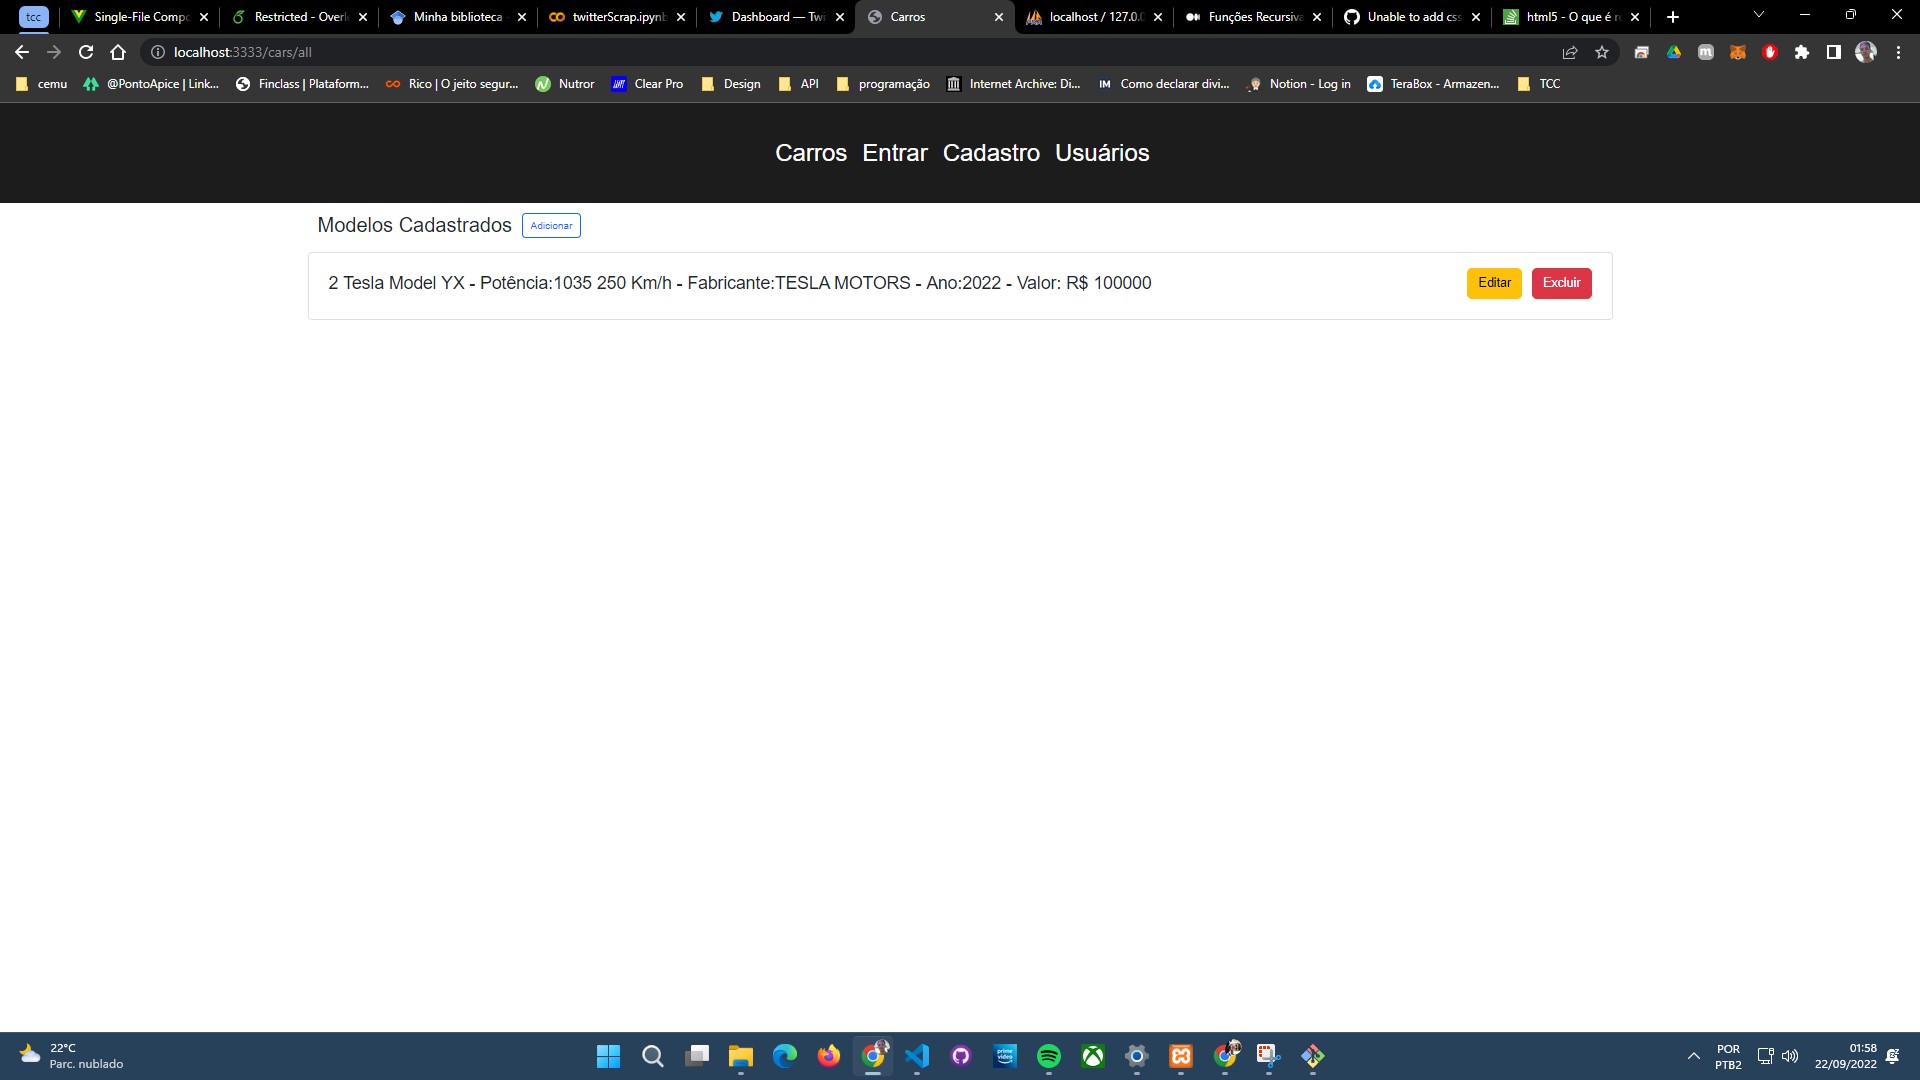 tcc
Single-File Compo
Restricted - Overl
Minha biblioteca
twitterScrap.ipynb
Dashboard — Twi
Carros
localhost / 127.0.0
Funções Recursiva
Unable to add css
html5 - O que é r
localhost:3333/cars/all
cemu
@PontoApice | Link...
Finclass | Plataform...
Rico | O jeito segur...
Nutror
Clear Pro
Design
API
programação
Internet Archive: Di...
Como declarar divi...
Notion - Log in
TeraBox - Armazen...
TCC
Carros Entrar Cadastro Usuários
Modelos Cadastrados Adicionar
2 Tesla Model YX - Potência:1035 250 Km/h - Fabricante:TESLA MOTORS - Ano:2022 - Valor: R$ 100000 Editar Excluir
22°C
Parc. nublado
POR
PTB2
01:58
22/09/2022